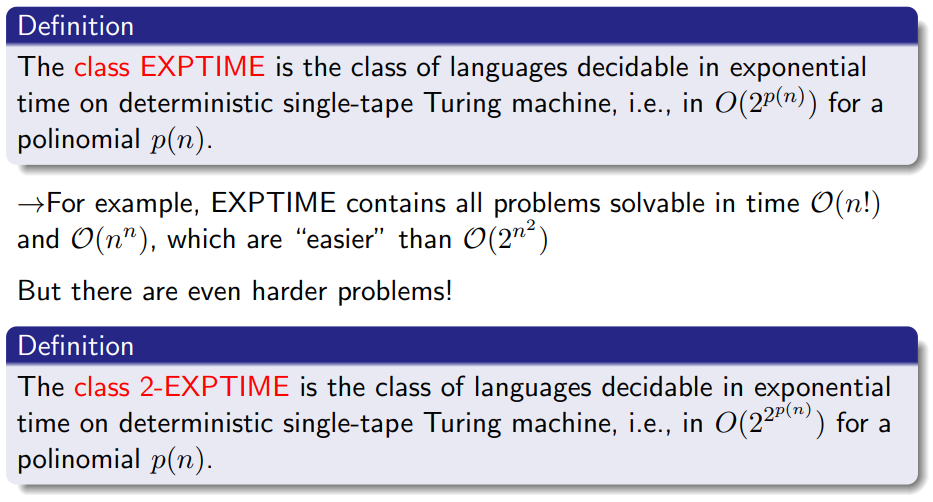 Definition
The class EXPTIME is the class of languages decidable in exponential
time on deterministic single-tape Turing machine, i.e., in $O(2^{p(n)})$ for a
polinomial $p(n)$.
→For example, EXPTIME contains all problems solvable in time $\mathcal{O}(n!)$
and $\mathcal{O}(n^n)$, which are “easier” than $\mathcal{O}(2^{n^2})$
But there are even harder problems!
Definition
The class 2-EXPTIME is the class of languages decidable in exponential
time on deterministic single-tape Turing machine, i.e., in $O(2^{2^{p(n)}})$ for a
polinomial $p(n)$.